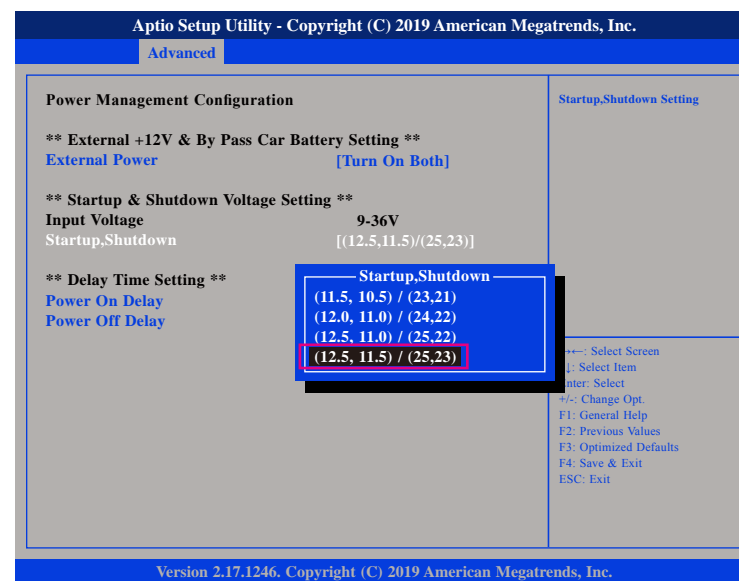 Aptio Setup Utility - Copyright (C) 2019 American Megatrends, Inc.
Advanced
Power Management Configuration
** External +12V & By Pass Car Battery Setting **
External Power [Turn On Both]
** Startup & Shutdown Voltage Setting **
Input Voltage 9-36V
Startup,Shutdown [(12.5,11.5)/(25,23)]
** Delay Time Setting **
Power On Delay
Power Off Delay
Startup,Shutdown
(11.5, 10.5) / (23,21)
(12.0, 11.0) / (24,22)
(12.5, 11.0) / (25,22)
(12.5, 11.5) / (25,23)
Startup,Shutdown Setting
→←: Select Screen
↓: Select Item
Enter: Select
+/-: Change Opt.
F1: General Help
F2: Previous Values
F3: Optimized Defaults
F4: Save & Exit
ESC: Exit
Version 2.17.1246. Copyright (C) 2019 American Megatrends, Inc.